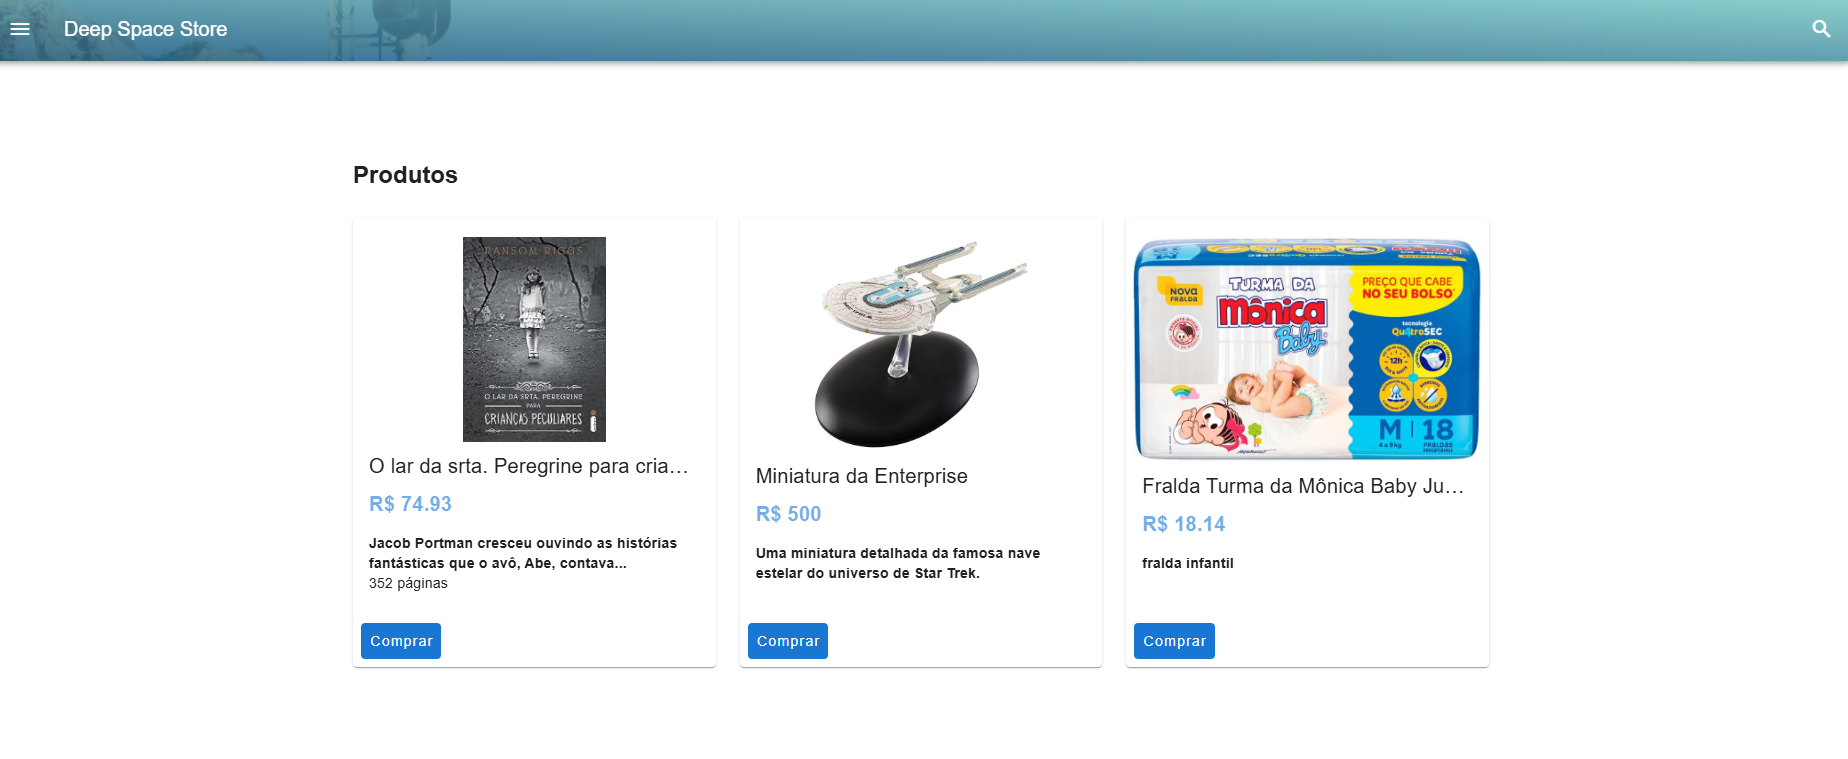 Deep Space Store
Produtos
RANSOM RIGGS
O LAR DA SRTA. PEREGRINE
PARA
CRIANÇAS PECULIARES
O lar da srta. Peregrine para cria...
R$ 74.93
Jacob Portman cresceu ouvindo as histórias
fantásticas que o avô, Abe, contava...
352 páginas
Comprar
Miniatura da Enterprise
R$ 500
Uma miniatura detalhada da famosa nave
estelar do universo de Star Trek.
Comprar
NOVA
FRALDA
TURMA DA
Mônica
Baby
PREÇO QUE CABE
NO SEU BOLSO
tecnologia
QuatroSEC
12h
M | 18
4 a 9 kg
FRALDAS
Fralda Turma da Mônica Baby Ju...
R$ 18.14
fralda infantil
Comprar